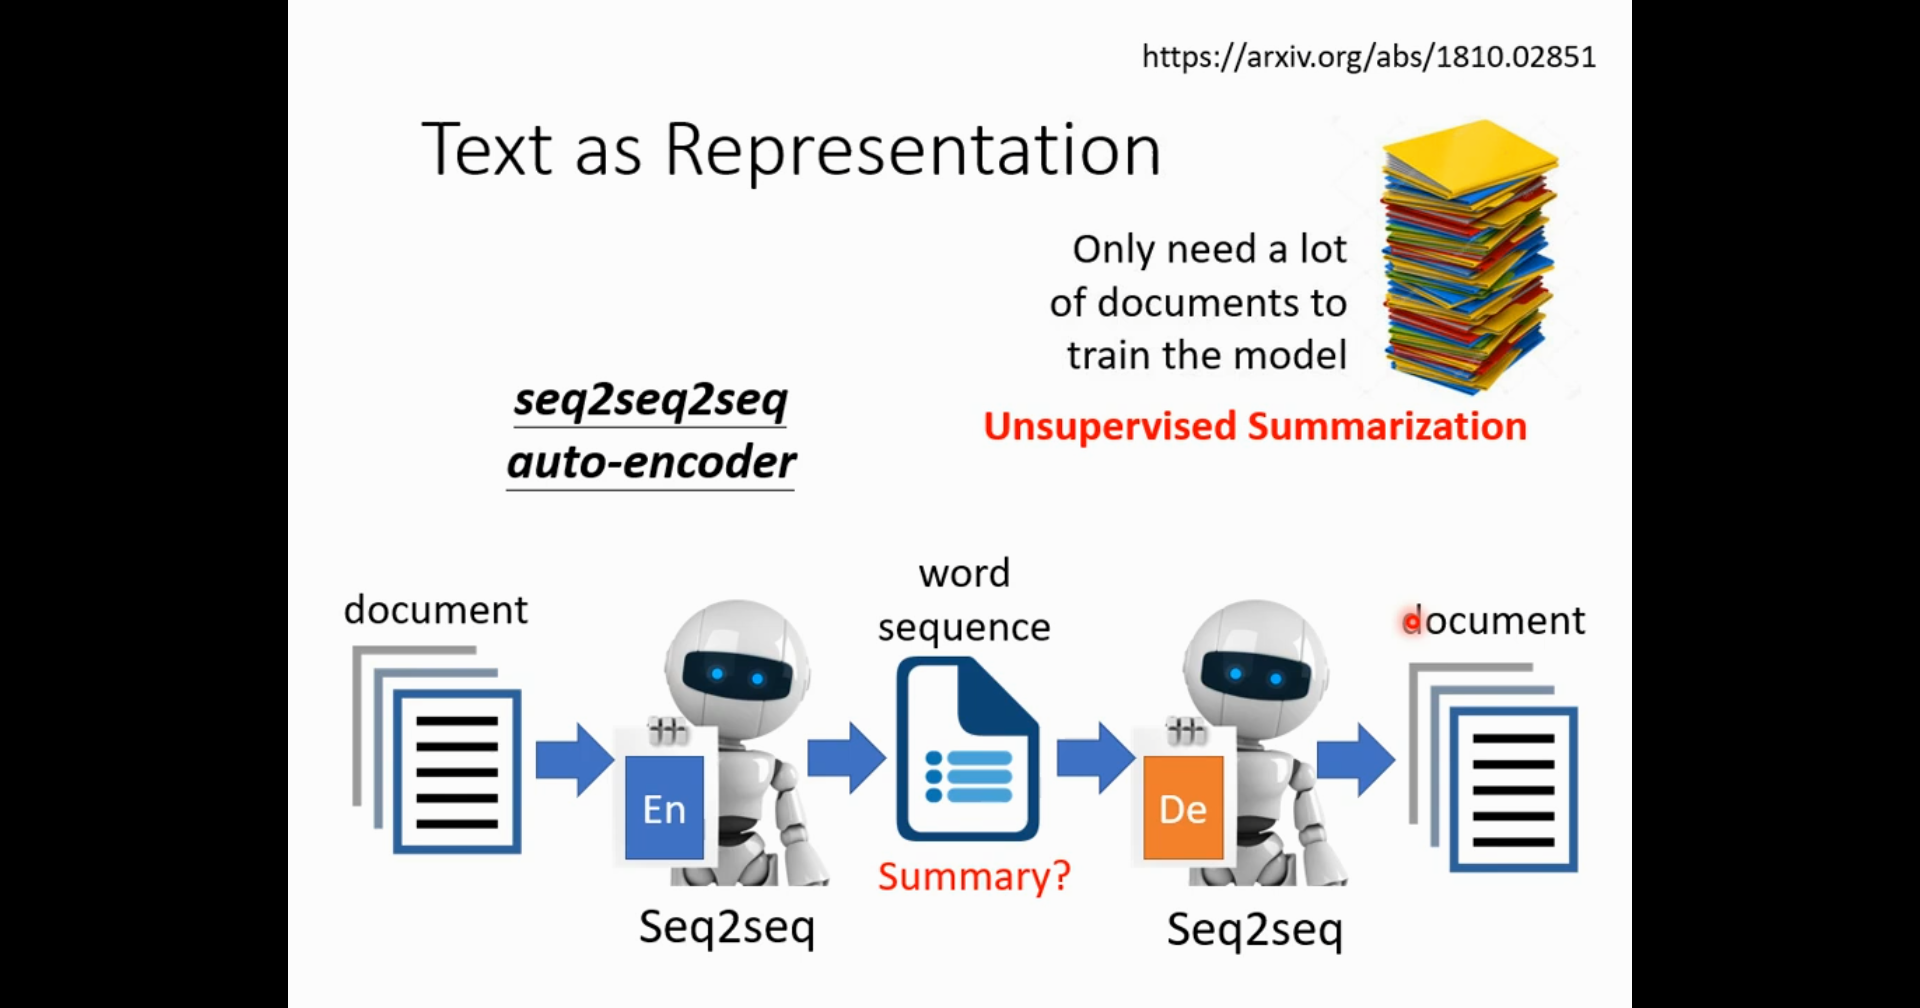 https://arxiv.org/abs/1810.02851
Text as Representation
Only need a lot
of documents to
train the model
seq2seq2seq
auto-encoder
Unsupervised Summarization
document
word
sequence
document
En
De
Summary?
Seq2seq
Seq2seq